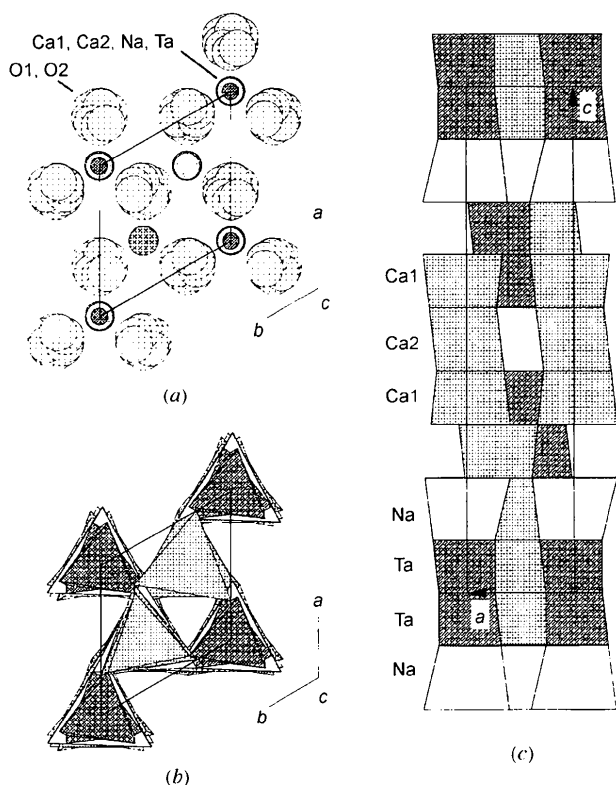 Ca1, Ca2, Na, Ta
O1, O2
a
b
c
(a)
a
b
c
(b)
c
Ca1
Ca2
Ca1
Na
Ta
Ta
a
Na
(c)